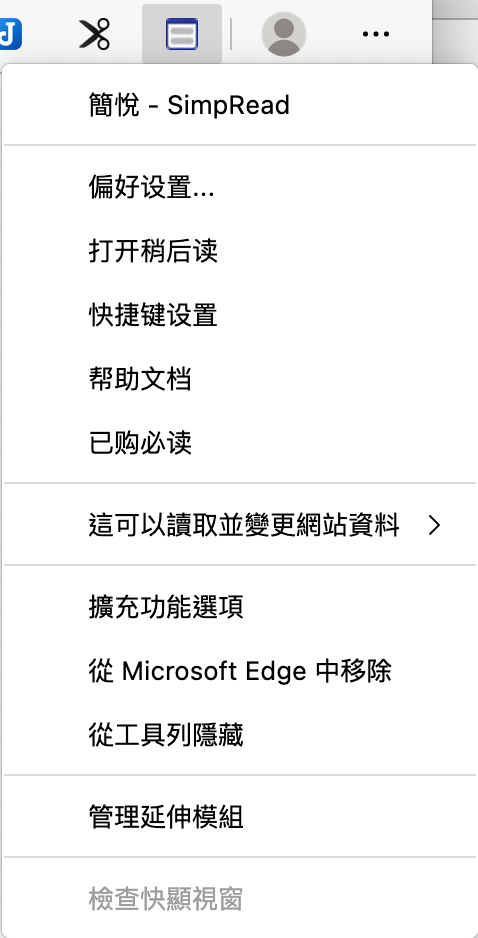 J
簡悅 - SimpRead
偏好设置...
打开稍后读
快捷键设置
帮助文档
已购必读
這可以讀取並變更網站資料
擴充功能選項
從 Microsoft Edge 中移除
從工具列隱藏
管理延伸模組
檢查快顯視窗